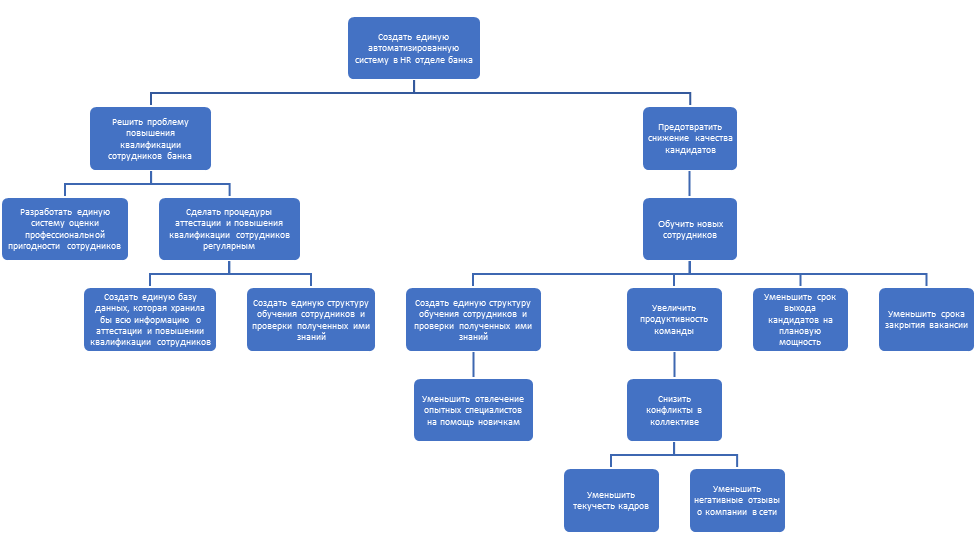 Создать единую
автоматизированную
систему в HR отделе банка
Решить проблему
повышения
квалификации
сотрудников банка
Предотвратить
снижение качества
кандидатов
Разработать единую
систему оценки
профессиональной
пригодности сотрудников
Сделать процедуры
аттестации и повышения
квалификации сотрудников
регулярным
Обучить новых
сотрудников
Создать единую базу
данных, которая хранила
бы всю информацию о
аттестации и повышении
квалификации сотрудников
Создать единую структуру
обучения сотрудников и
проверки полученных ими
знаний
Создать единую структуру
обучения сотрудников и
проверки полученных ими
знаний
Увеличить
продуктивность
команды
Уменьшить срок
выхода
кандидатов на
плановую
мощность
Уменьшить срока
закрытия вакансии
Уменьшить отвлечение
опытных специалистов
на помощь новичкам
Снизить
конфликты в
коллективе
Уменьшить
текучесть кадров
Уменьшить
негативные отзывы
о компании в сети